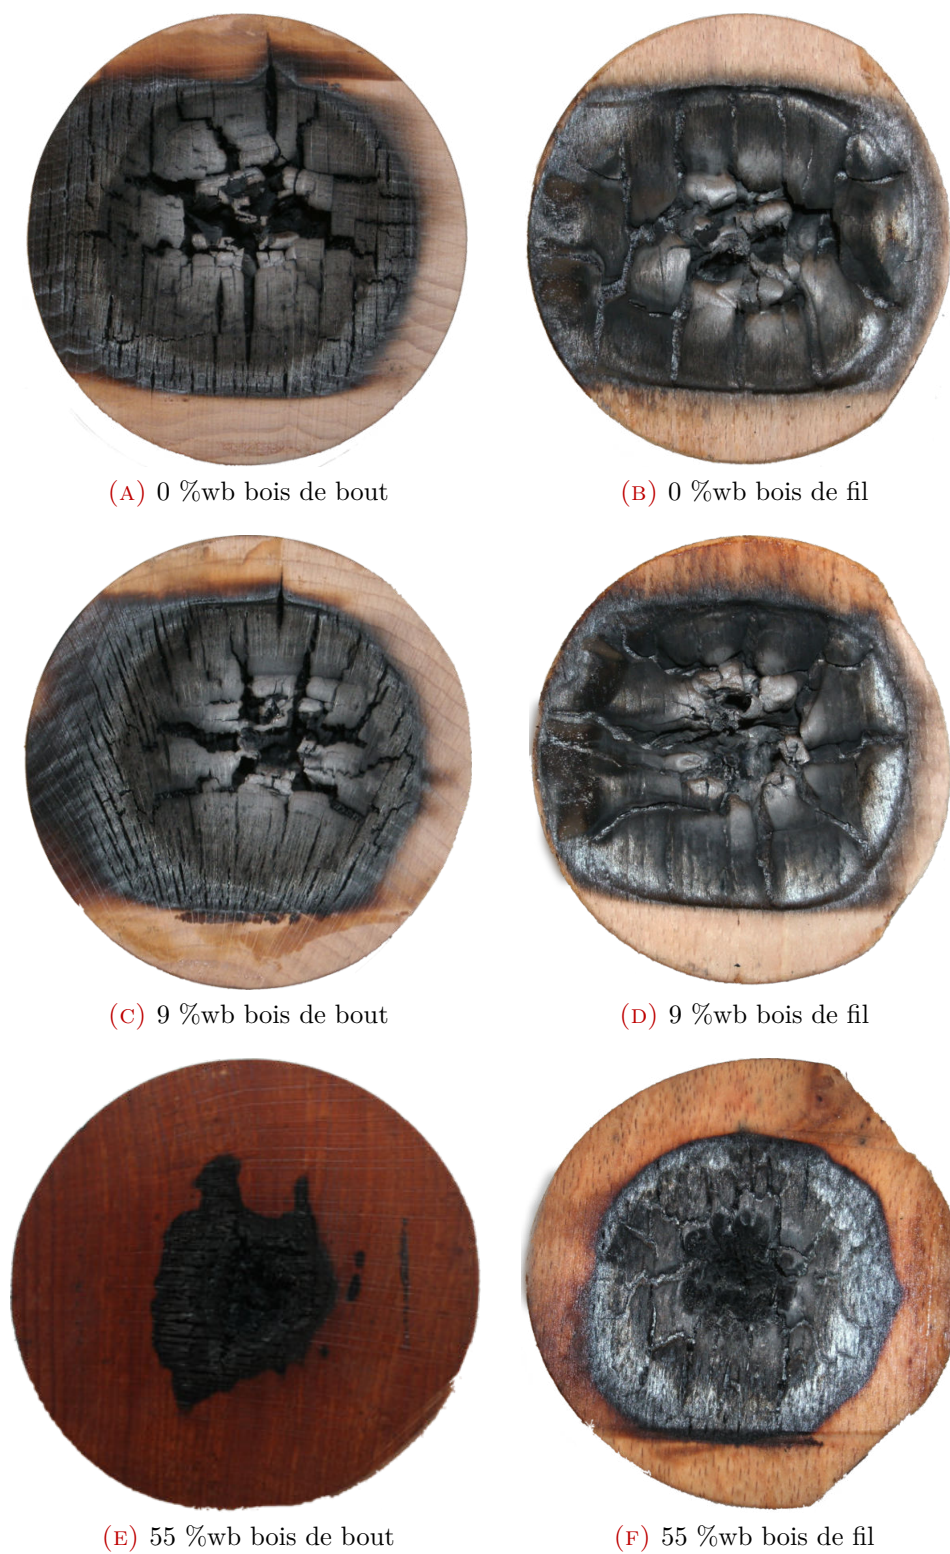 (A) 0 %wb bois de bout
(B) 0 %wb bois de fil
(C) 9 %wb bois de bout
(D) 9 %wb bois de fil
(E) 55 %wb bois de bout
(F) 55 %wb bois de fil